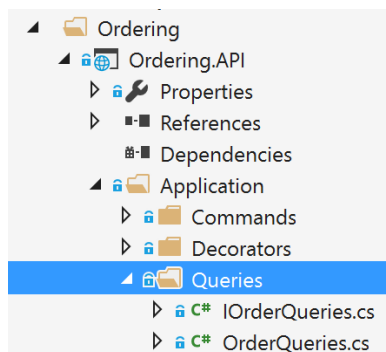 Ordering
Ordering.API
Properties
References
Dependencies
Application
Commands
Decorators
Queries
C# IOrderQueries.cs
C# OrderQueries.cs